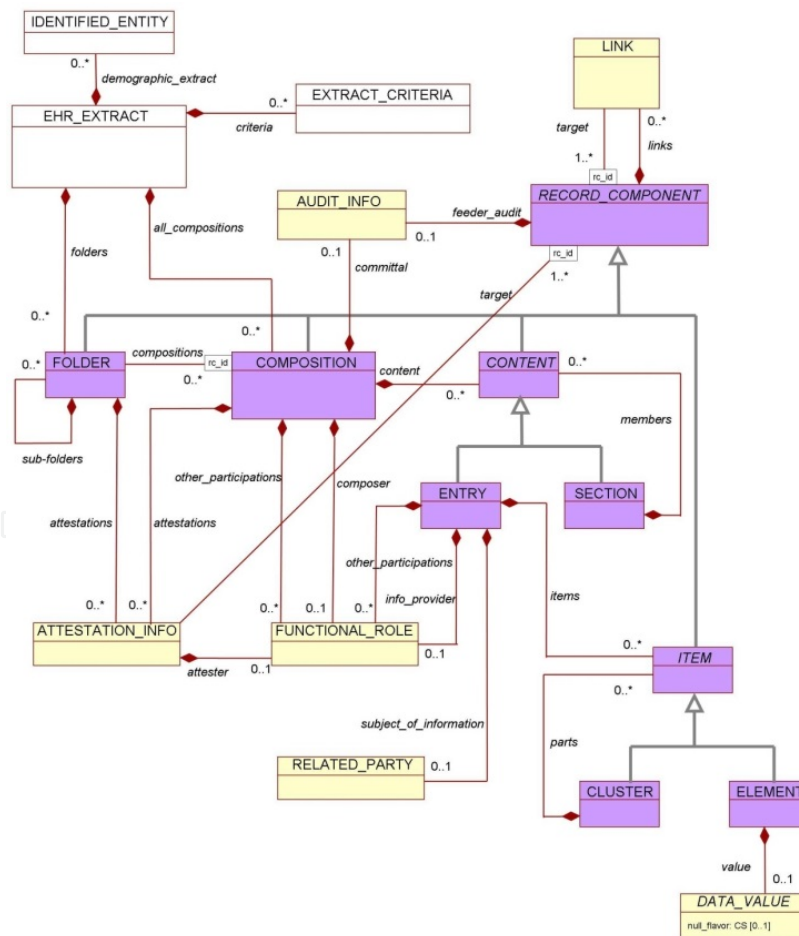 IDENTIFIED_ENTITY
0..*
demographic_extract
EHR_EXTRACT
0..*
criteria
EXTRACT_CRITERIA
LINK
target
0..*
links
1..*
rc_id
RECORD_COMPONENT
AUDIT_INFO
feeder_audit
0..1
0..1
rc_id
1..*
all_compositions
committal
folders
target
0..*
0..*
FOLDER
compositions
rc_id
COMPOSITION
content
CONTENT
0..*
0..*
0..*
0..*
members
sub-folders
other_participations
composer
ENTRY
SECTION
attestations
attestations
other_participations
info_provider
items
0..*
0..*
0..*
0..1
0..*
ATTESTATION_INFO
FUNCTIONAL_ROLE
attester
0..1
0..1
0..*
ITEM
0..*
subject_of_information
parts
RELATED_PARTY
0..1
CLUSTER
ELEMENT
value
0..1
DATA_VALUE
null_flavor: CS [0..1]